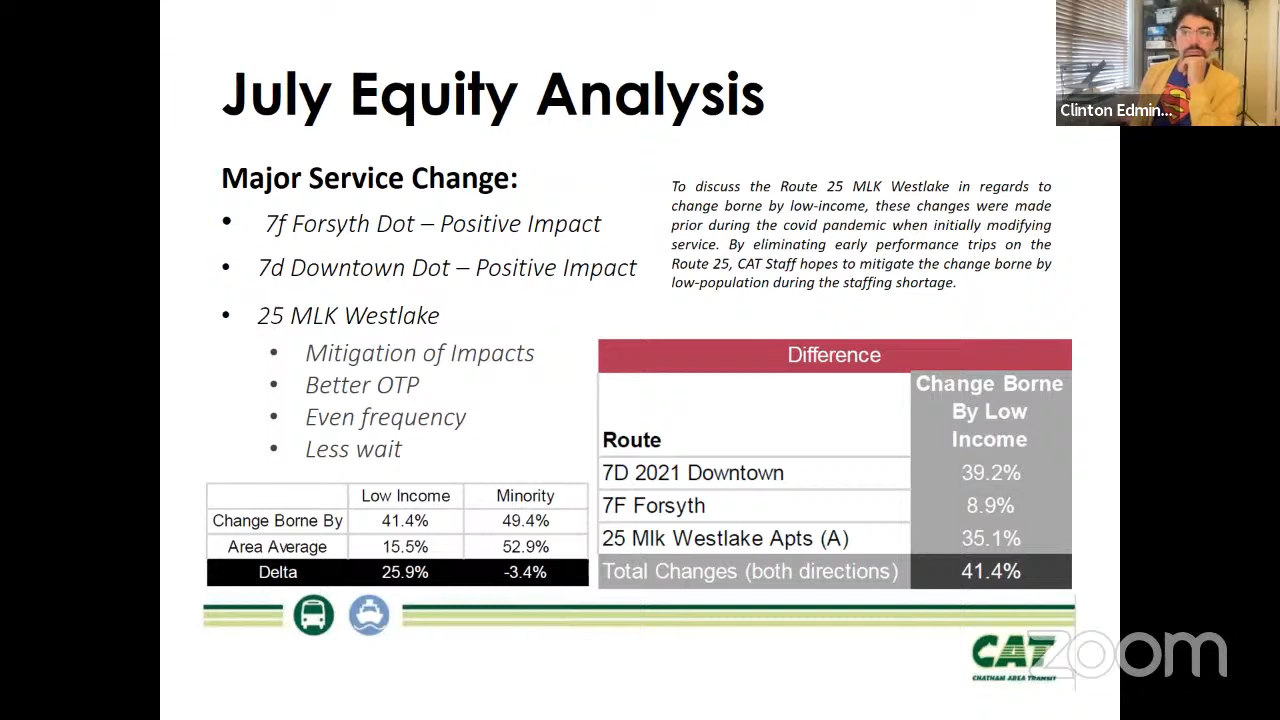 July Equity Analysis
Clinton Edmin...
Major Service Change:
• 7f Forsyth Dot – Positive Impact
• 7d Downtown Dot – Positive Impact
• 25 MLK Westlake
• Mitigation of Impacts
• Better OTP
• Even frequency
• Less wait
To discuss the Route 25 MLK Westlake in regards to
change borne by low-income, these changes were made
prior during the covid pandemic when initially modifying
service. By eliminating early performance trips on the
Route 25, CAT Staff hopes to mitigate the change borne by
low-population during the staffing shortage.
Low Income Minority
Change Borne By 41.4% 49.4%
Area Average 15.5% 52.9%
Delta 25.9% -3.4%
Difference
Route Change Borne By Low Income
7D 2021 Downtown 39.2%
7F Forsyth 8.9%
25 Mlk Westlake Apts (A) 35.1%
Total Changes (both directions) 41.4%
CAT
CHATHAM AREA TRANSIT
zoom